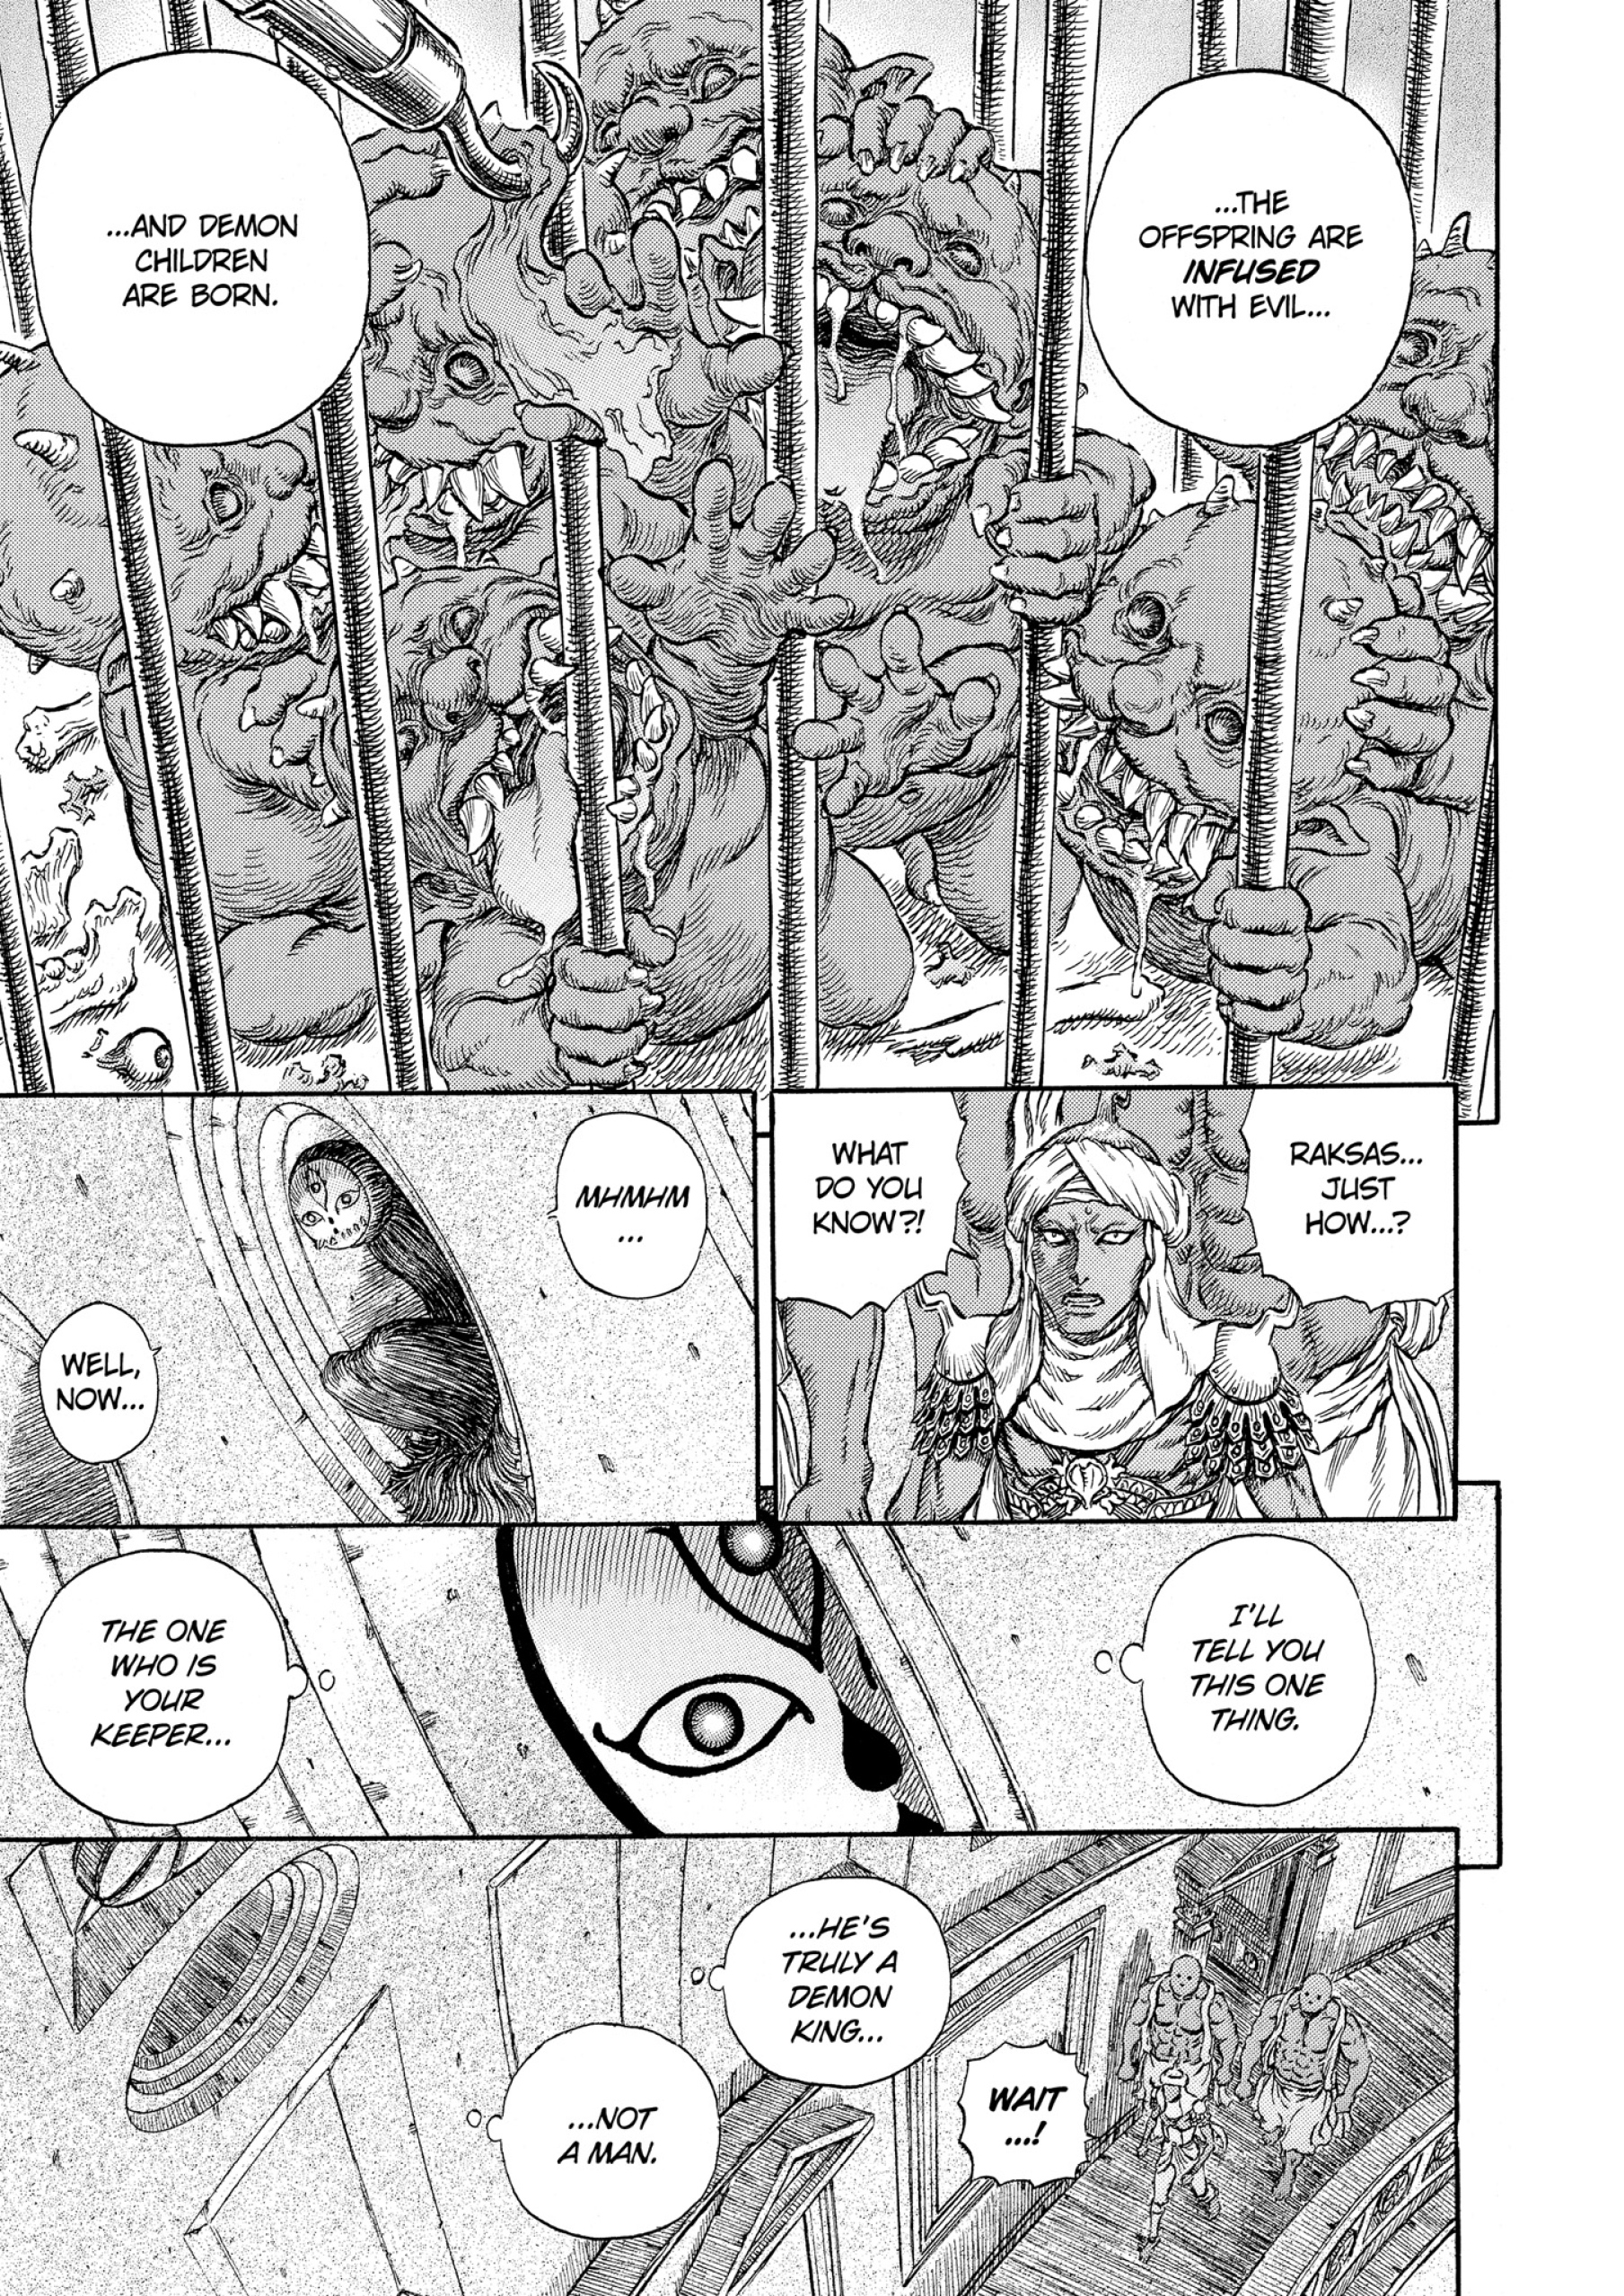 ...THE
OFFSPRING ARE
INFUSED
WITH EVIL...
...AND DEMON
CHILDREN
ARE BORN.
RAKSAS...
JUST
HOW...?
WHAT
DO YOU
KNOW?!
MHMHM
...
WELL,
NOW...
I'LL
TELL YOU
THIS ONE
THING.
THE ONE
WHO IS
YOUR
KEEPER...
...HE'S
TRULY A
DEMON
KING...
...NOT
A MAN.
WAIT
...!